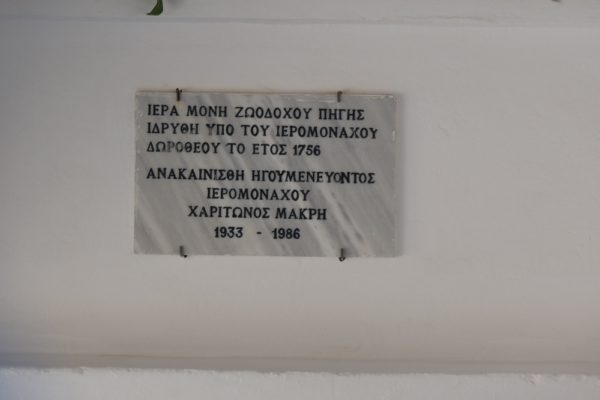 ΙΕΡΑ ΜΟΝΗ ΖΩΟΔΟΧΟΥ ΠΗΓΗΣ
ΙΔΡΥΘΗ ΥΠΟ ΤΟΥ ΙΕΡΟΜΟΝΑΧΟΥ
ΔΩΡΟΘΕΟΥ ΤΟ ΕΤΟΣ 1756
ΑΝΑΚΑΙΝΙΣΘΗ ΗΓΟΥΜΕΝΕΥΟΝΤΟΣ
ΙΕΡΟΜΟΝΑΧΟΥ
ΧΑΡΙΤΩΝΟΣ ΜΑΚΡΗ
1933 - 1986